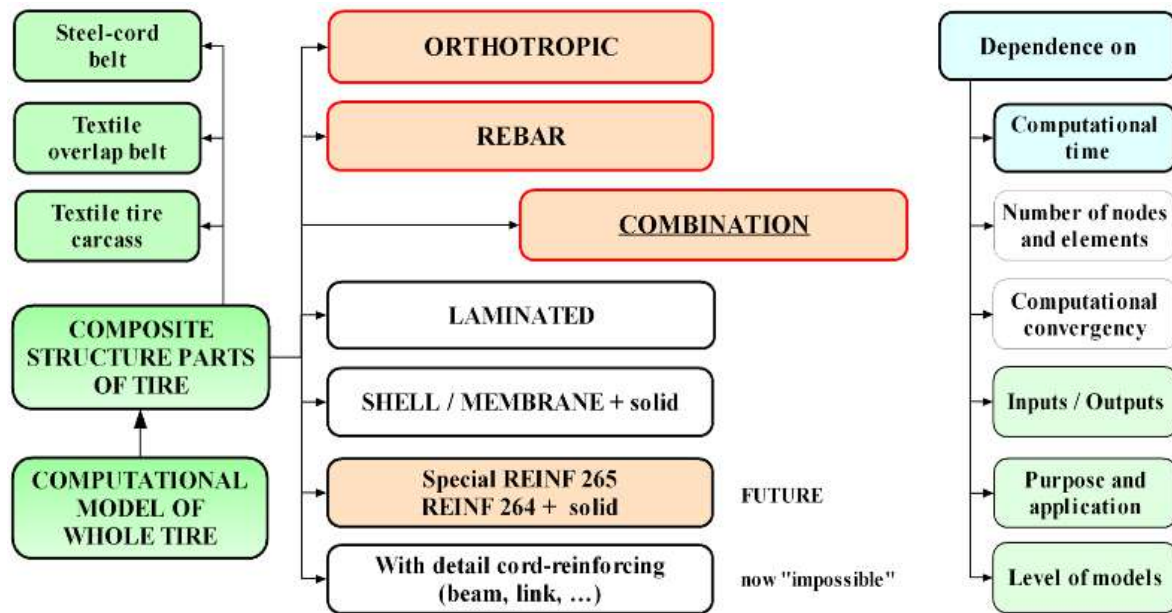 Steel-cord
belt
Textile
overlap belt
Textile tire
carcass
COMPOSITE
STRUCTURE PARTS
OF TIRE
COMPUTATIONAL
MODEL OF
WHOLE TIRE
ORTHOTROPIC
REBAR
COMBINATION
LAMINATED
SHELL / MEMBRANE + solid
Special REINF 265
REINF 264 + solid
FUTURE
With detail cord-reinforcing
(beam, link, …)
now "impossible"
Dependence on
Computational
time
Number of nodes
and elements
Computational
convergency
Inputs / Outputs
Purpose and
application
Level of models